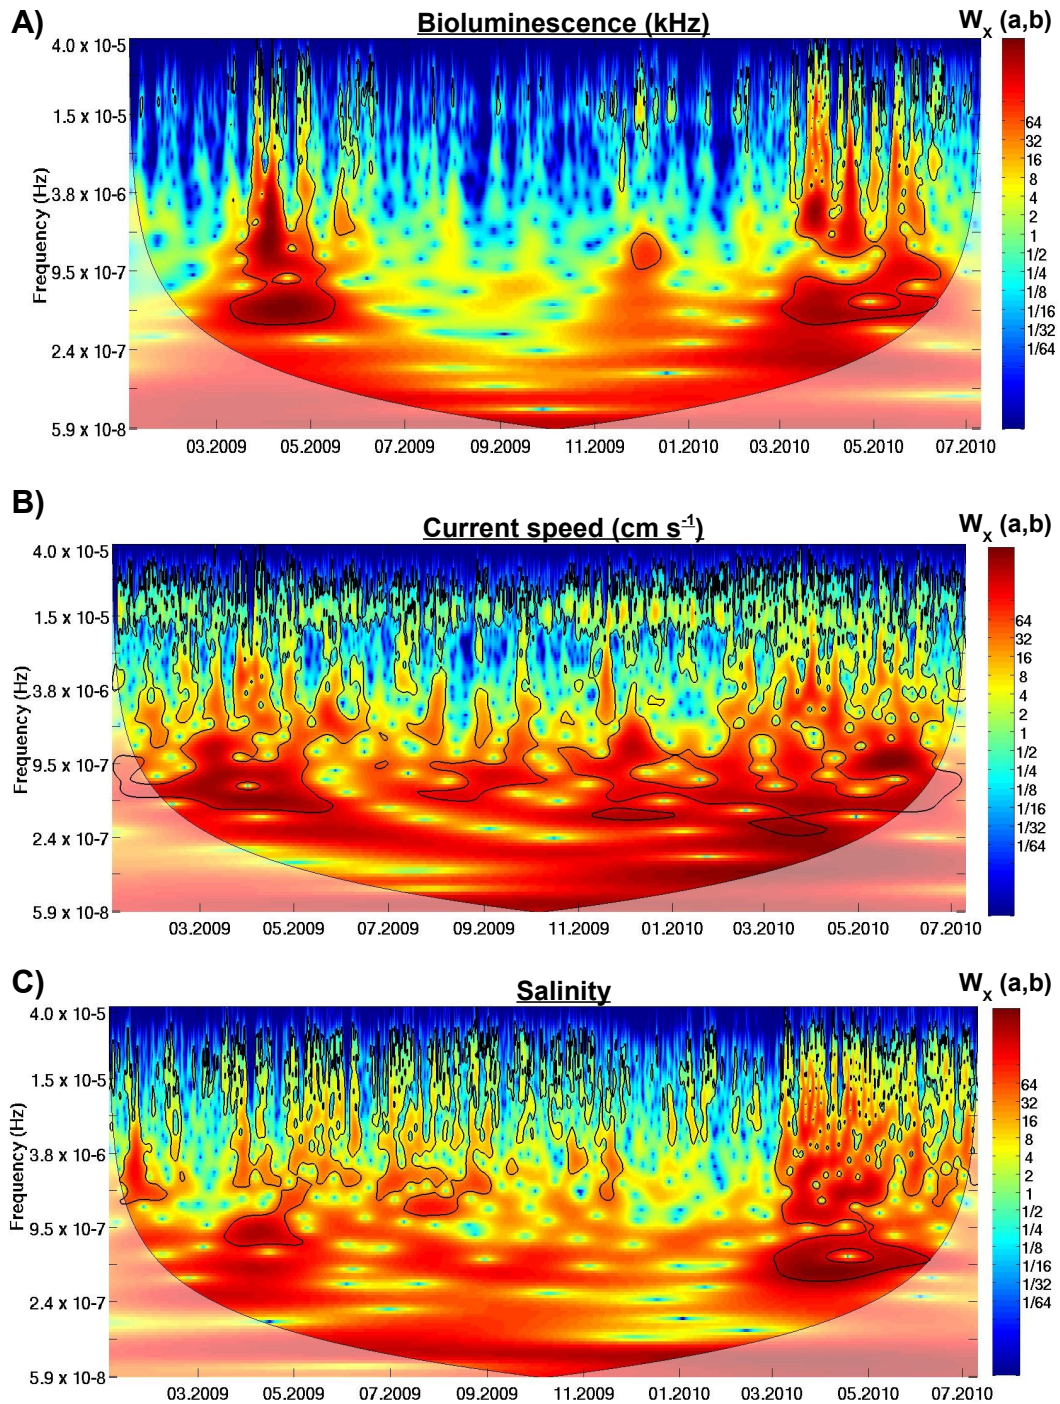 A)
Bioluminescence (kHz)
Wx (a,b)
4.0 x 10-5
1.5 x 10-5
3.8 x 10-6
9.5 x 10-7
2.4 x 10-7
5.9 x 10-8
Frequency (Hz)
03.2009 05.2009 07.2009 09.2009 11.2009 01.2010 03.2010 05.2010 07.2010
64
32
16
8
4
2
1
1/2
1/4
1/8
1/16
1/32
1/64
B)
Current speed (cm s-1)
Wx (a,b)
4.0 x 10-5
1.5 x 10-5
3.8 x 10-6
9.5 x 10-7
2.4 x 10-7
5.9 x 10-8
Frequency (Hz)
03.2009 05.2009 07.2009 09.2009 11.2009 01.2010 03.2010 05.2010 07.2010
64
32
16
8
4
2
1
1/2
1/4
1/8
1/16
1/32
1/64
C)
Salinity
Wx (a,b)
4.0 x 10-5
1.5 x 10-5
3.8 x 10-6
9.5 x 10-7
2.4 x 10-7
5.9 x 10-8
Frequency (Hz)
03.2009 05.2009 07.2009 09.2009 11.2009 01.2010 03.2010 05.2010 07.2010
64
32
16
8
4
2
1
1/2
1/4
1/8
1/16
1/32
1/64